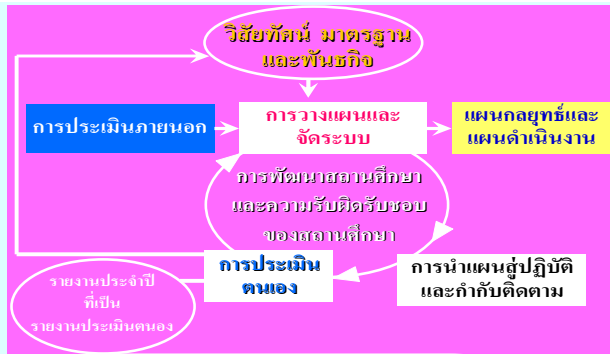 วิสัยทัศน์ มาตรฐาน
และพันธกิจ
การประเมินภายนอก
การวางแผนและ
จัดระบบ
แผนกลยุทธ์และ
แผนดำเนินงาน
การพัฒนาสถานศึกษา
และความรับผิดรับชอบ
ของสถานศึกษา
การประเมิน
ตนเอง
การนำแผนสู่ปฏิบัติ
และกำกับติดตาม
รายงานประจำปี
ที่เป็น
รายงานประเมินตนอง